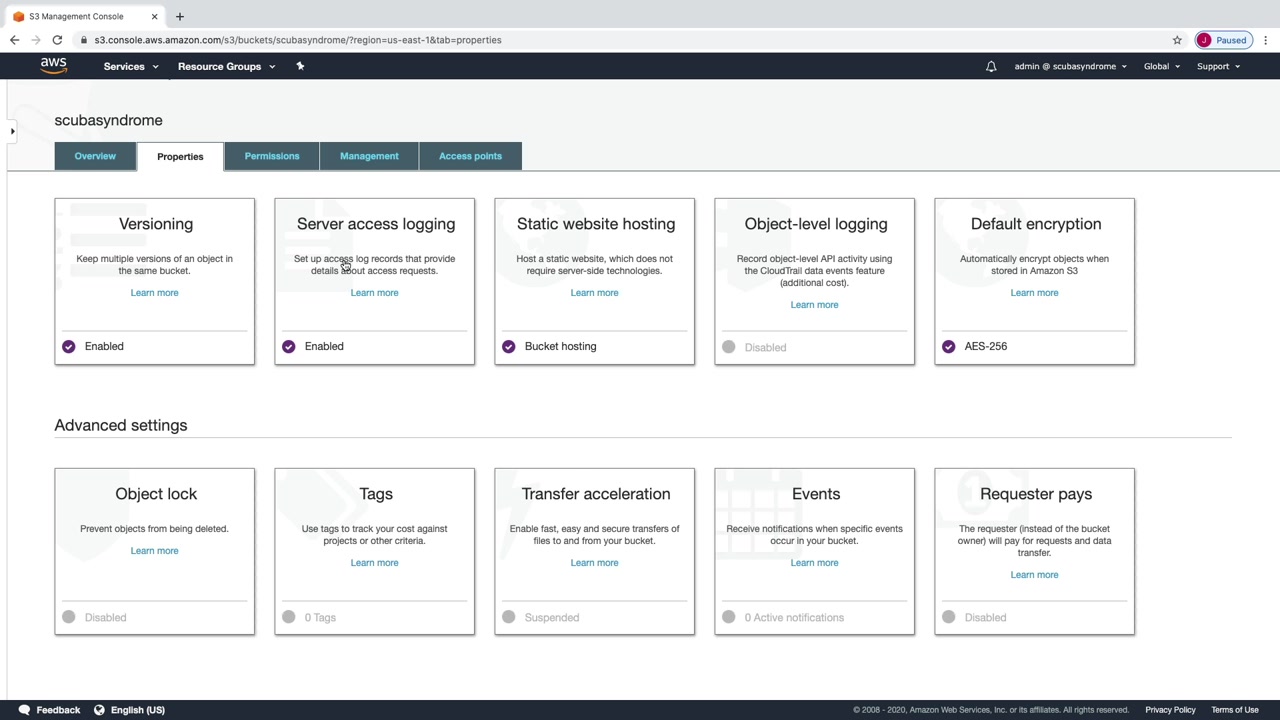 S3 Management Console
s3.console.aws.amazon.com/s3/buckets/scubasyndrome/?region=us-east-1&tab=properties
J
Paused
aws
Services
Resource Groups
admin @ scubasyndrome
Global
Support
scubasyndrome
Overview
Properties
Permissions
Management
Access points
Versioning
Keep multiple versions of an object in
the same bucket.
Learn more
Enabled
Server access logging
Set up access log records that provide
details about access requests.
Learn more
Enabled
Static website hosting
Host a static website, which does not
require server-side technologies.
Learn more
Bucket hosting
Object-level logging
Record object-level API activity using
the CloudTrail data events feature
(additional cost).
Learn more
Disabled
Default encryption
Automatically encrypt objects when
stored in Amazon S3
Learn more
AES-256
Advanced settings
Object lock
Prevent objects from being deleted.
Learn more
Disabled
Tags
Use tags to track your cost against
projects or other criteria.
Learn more
0 Tags
Transfer acceleration
Enable fast, easy and secure transfers of
files to and from your bucket.
Learn more
Suspended
Events
Receive notifications when specific events
occur in your bucket.
Learn more
0 Active notifications
Requester pays
The requester (instead of the bucket
owner) will pay for requests and data
transfer.
Learn more
Disabled
Feedback
English (US)
© 2008 - 2020, Amazon Web Services, Inc. or its affiliates. All rights reserved.
Privacy Policy
Terms of Use